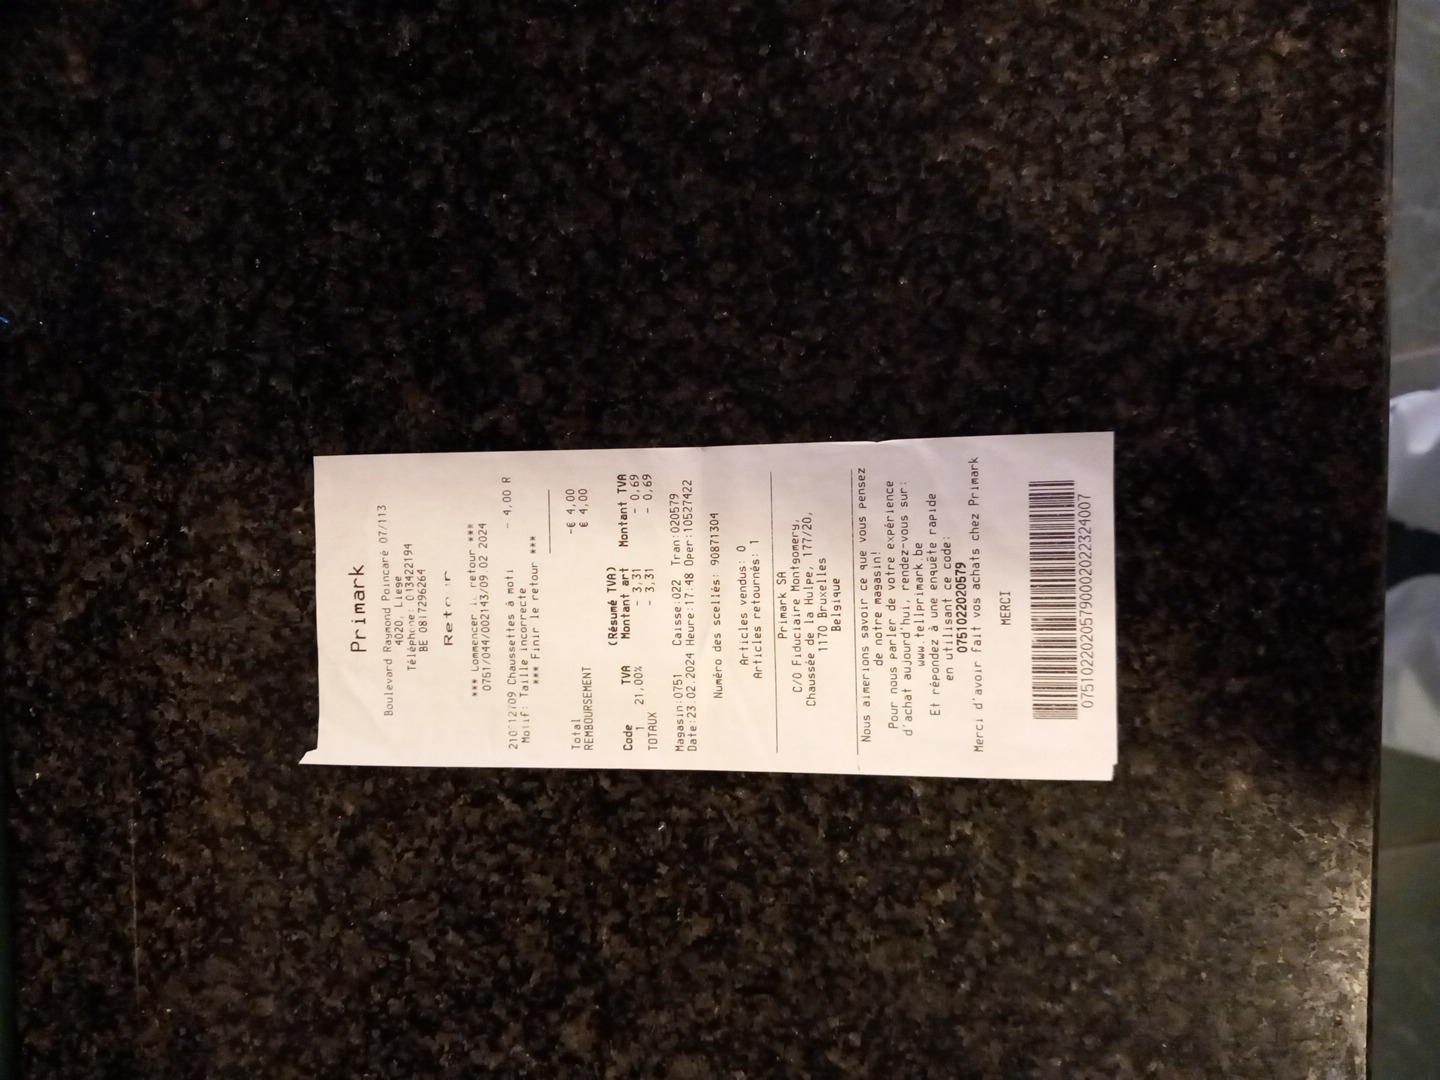 Primark
Boulevard Raymond Poincaré 07/113
4020, Liege
Téléphone: 013422194
BE 0817296264
Retour
*** Commencer le retour ***
0751/044/002143/09.02 2024
Chaussettes à moti - 4,00 R
Motif: Taille incorrecte
*** Finir le retour ***
Total -€ 4,00
REMBOURSEMENT € 4,00
(Résumé TVA)
Code TVA Montant art Montant TVA
1 21,00% - 3,31 - 0,69
TOTAUX - 3,31 - 0,69
Magasin:0751 Caisse:022 Tran:020579
Date:23.02.2024 Heure:17:48 Oper:10527422
Numéro des scellés: 90871304
Articles vendus: 0
Articles retournés: 1
Primark SA
C/O Fiduciaire Montgomery,
Chaussée de la Hulpe, 177/20,
1170 Bruxelles
Belgique
Nous aimerions savoir ce que vous pensez
de notre magasin!
Pour nous parler de votre expérience
d'achat aujourd'hui, rendez-vous sur:
www.tellprimark.be
Et répondez à une enquête rapide
en utilisant ce code:
0751022020579
Merci d'avoir fait vos achats chez Primark
MERCI
07510220205790002022324007